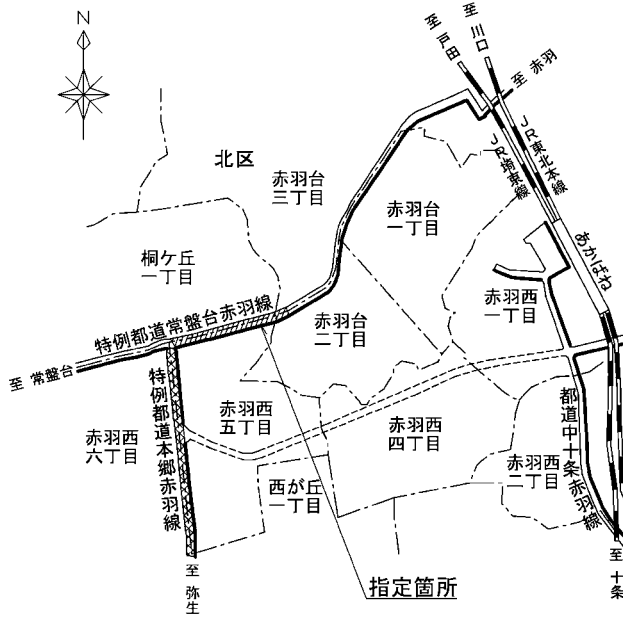 N
至 戸田
至 川口
至 赤羽
JR埼京線
JR東北本線
あかばね
北区
赤羽台
三丁目
赤羽台
一丁目
桐ケ丘
一丁目
特例都道常盤台赤羽線
赤羽台
二丁目
赤羽西
一丁目
至 常盤台
特例都道本郷赤羽線
赤羽西
五丁目
赤羽西
四丁目
赤羽西
六丁目
西が丘
一丁目
赤羽西
二丁目
都道中十条赤羽線
至 弥生
指定箇所
至 十条